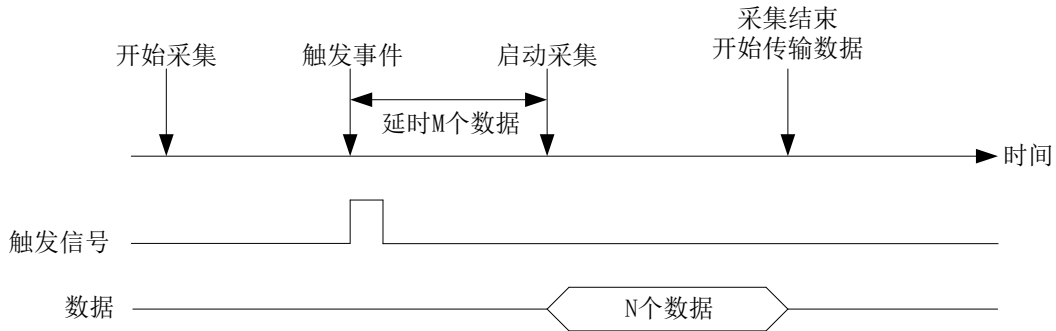 采集结束
开始采集 触发事件 启动采集 开始传输数据
延时M个数据
时间
触发信号
数据 N个数据